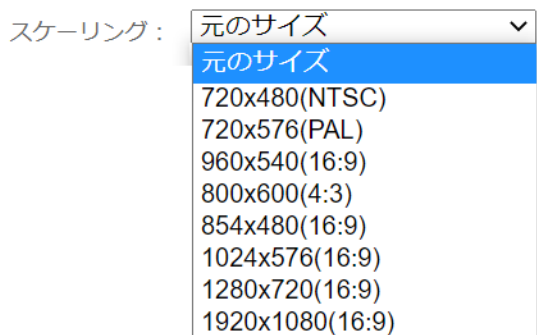 スケーリング： 元のサイズ
元のサイズ
720x480(NTSC)
720x576(PAL)
960x540(16:9)
800x600(4:3)
854x480(16:9)
1024x576(16:9)
1280x720(16:9)
1920x1080(16:9)